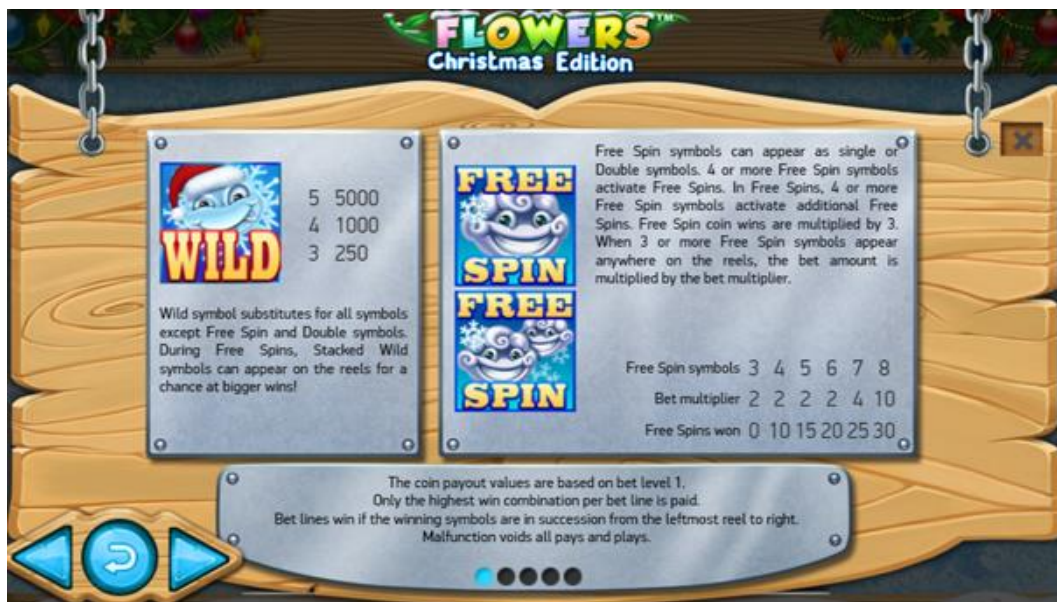 FLOWERS™
Christmas Edition
WILD
5 5000
4 1000
3 250
Wild symbol substitutes for all symbols
except Free Spin and Double symbols.
During Free Spins, Stacked Wild
symbols can appear on the reels for a
chance at bigger wins!
FREE
SPIN
FREE
SPIN
Free Spin symbols can appear as single or
Double symbols. 4 or more Free Spin symbols
activate Free Spins. In Free Spins, 4 or more
Free Spin symbols activate additional Free
Spins. Free Spin coin wins are multiplied by 3.
When 3 or more Free Spin symbols appear
anywhere on the reels, the bet amount is
multiplied by the bet multiplier.
Free Spin symbols 3 4 5 6 7 8
Bet multiplier 2 2 2 2 4 10
Free Spins won 0 10 15 20 25 30
The coin payout values are based on bet level 1.
Only the highest win combination per bet line is paid.
Bet lines win if the winning symbols are in succession from the leftmost reel to right.
Malfunction voids all pays and plays.